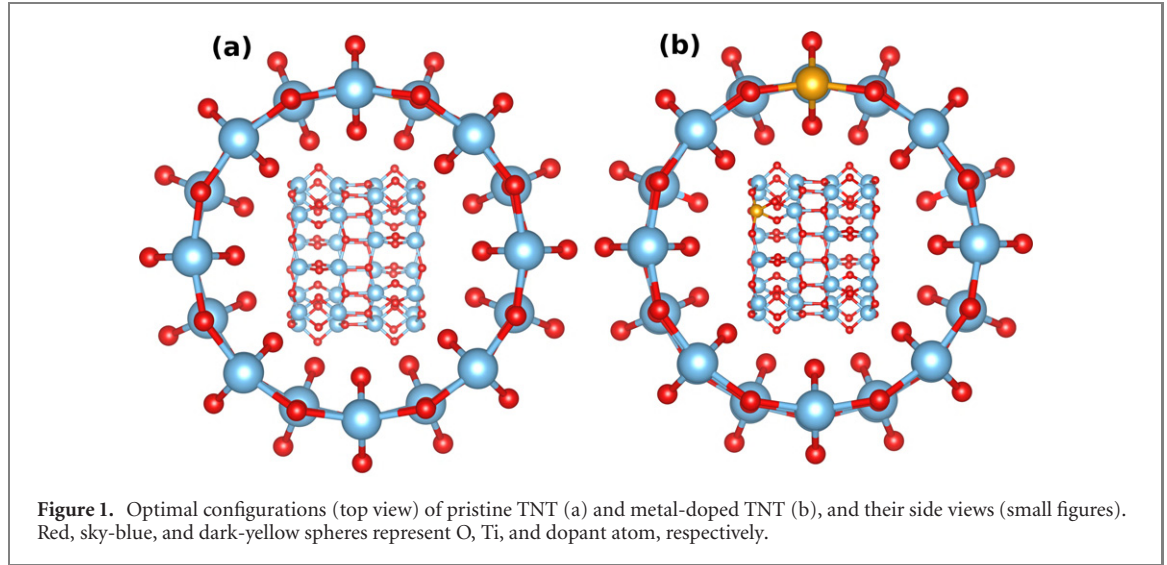 (a)
(b)
Figure 1. Optimal configurations (top view) of pristine TNT (a) and metal-doped TNT (b), and their side views (small figures).
Red, sky-blue, and dark-yellow spheres represent O, Ti, and dopant atom, respectively.